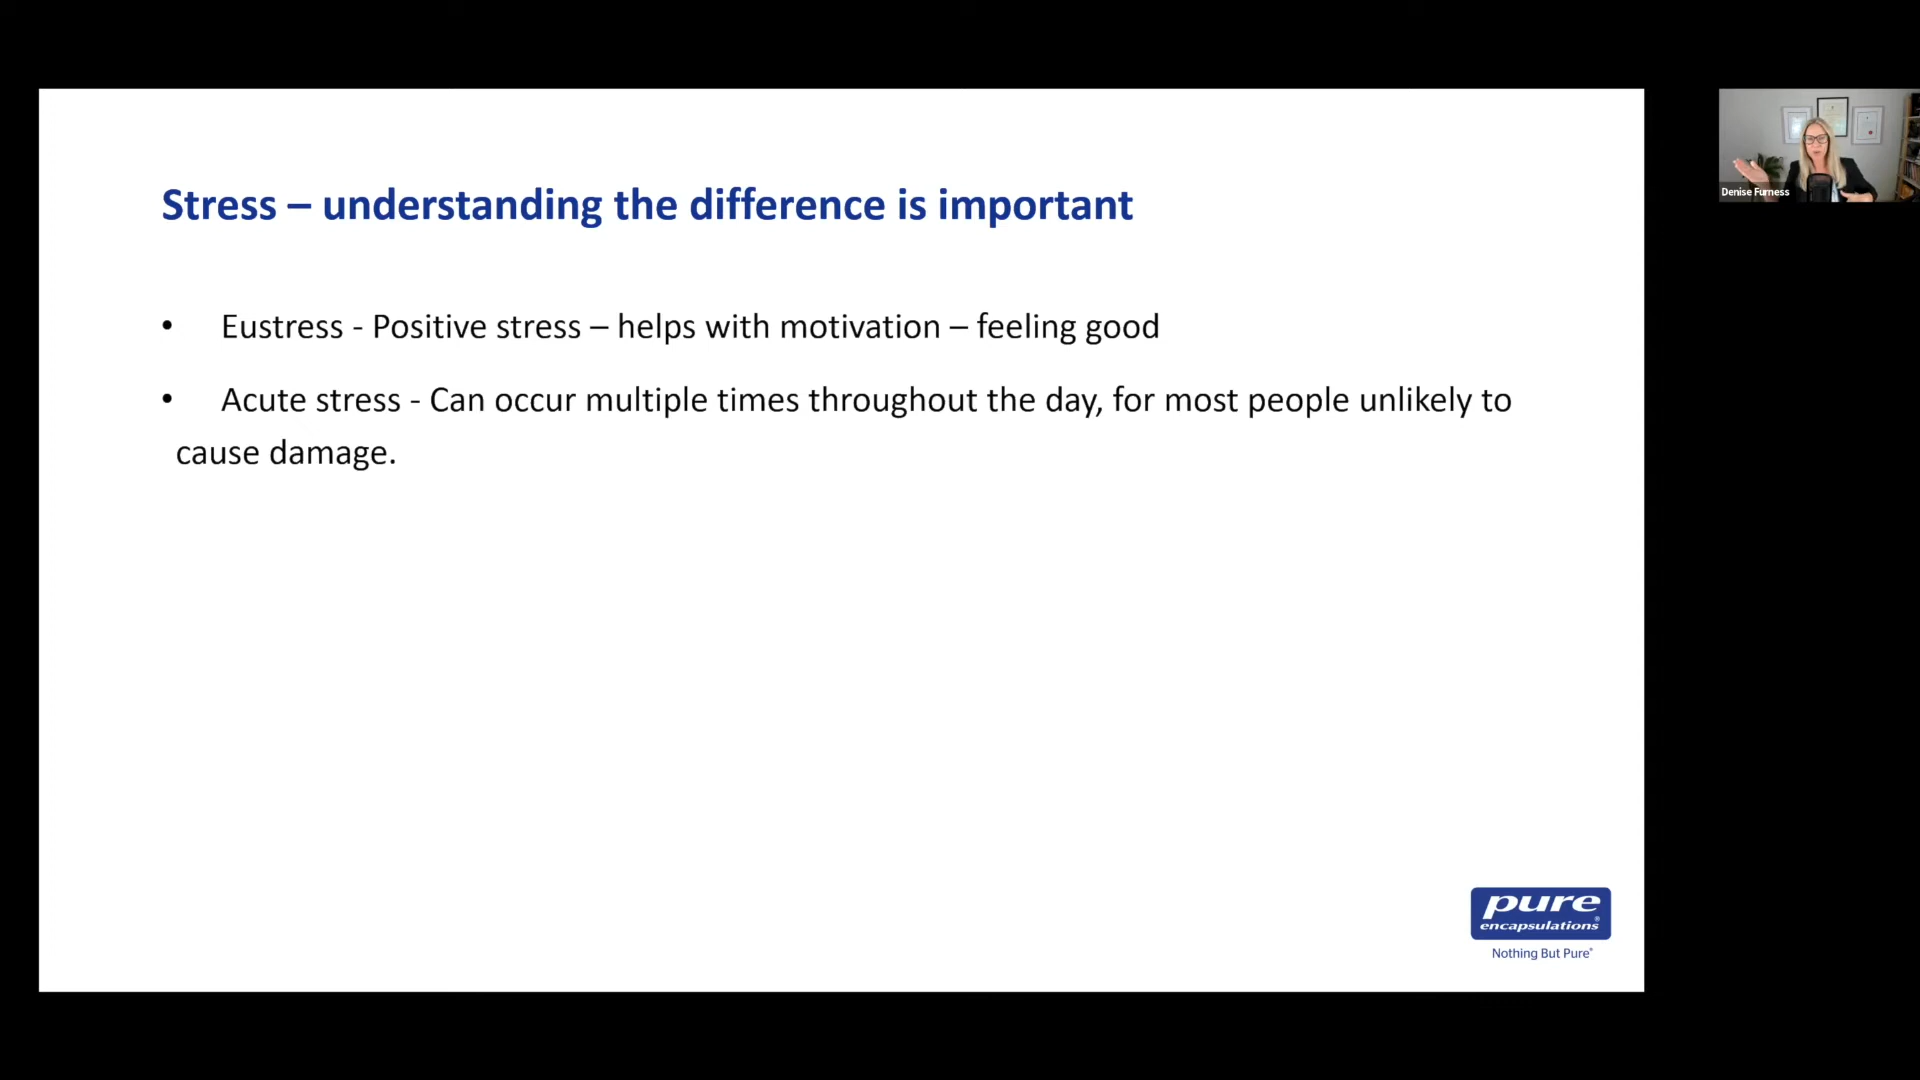 Stress – understanding the difference is important
• Eustress - Positive stress – helps with motivation – feeling good
• Acute stress - Can occur multiple times throughout the day, for most people unlikely to
cause damage.
Denise Furness
pure
encapsulations®
Nothing But Pure®